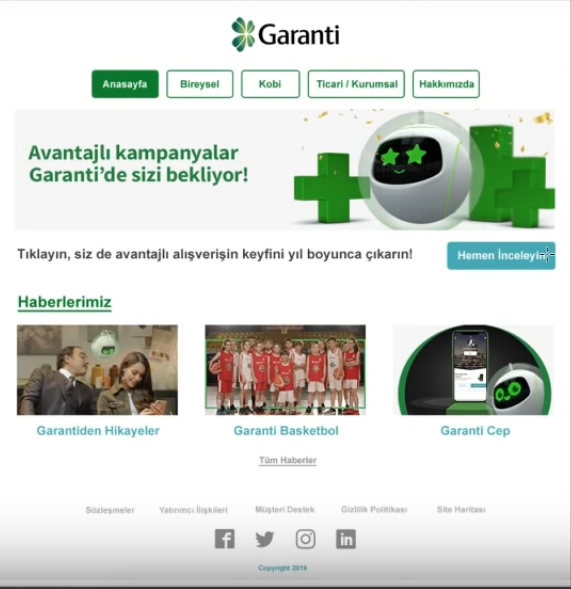 Garanti
Anasayfa
Bireysel
Kobi
Ticari / Kurumsal
Hakkımızda
Avantajlı kampanyalar
Garanti’de sizi bekliyor!
Tıklayın, siz de avantajlı alışverişin keyfini yıl boyunca çıkarın!
Hemen İnceleyin
Haberlerimiz
Garantiden Hikayeler
Garanti Basketbol
Garanti Cep
Tüm Haberler
Sözleşmeler
Yatırımcı İlişkileri
Müşteri Destek
Gizlilik Politikası
Site Haritası
Copyright 2019